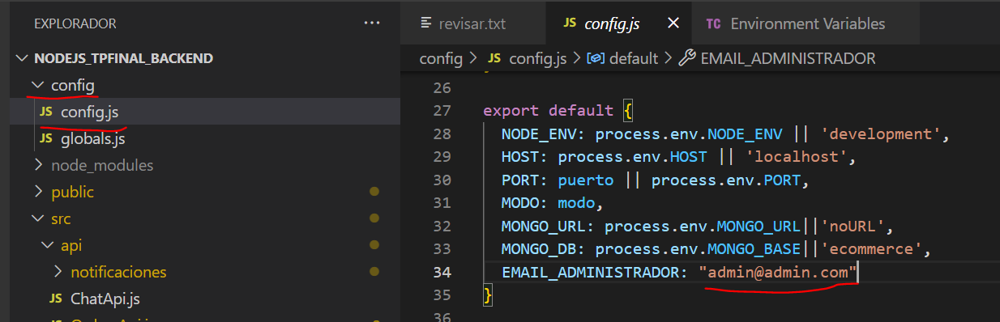 EXPLORADOR ...
NODEJS_TPFINAL_BACKEND
config
JS config.js
JS globals.js
node_modules
public
src
api
notificaciones
JS ChatApi.js
revisar.txt
JS config.js
TC Environment Variables
config > JS config.js > default > EMAIL_ADMINISTRADOR
26
27 export default {
28 NODE_ENV: process.env.NODE_ENV || 'development',
29 HOST: process.env.HOST || 'localhost',
30 PORT: puerto || process.env.PORT,
31 MODO: modo,
32 MONGO_URL: process.env.MONGO_URL||'noURL',
33 MONGO_DB: process.env.MONGO_BASE||'ecommerce',
34 EMAIL_ADMINISTRADOR: "admin@admin.com"
35 }
36